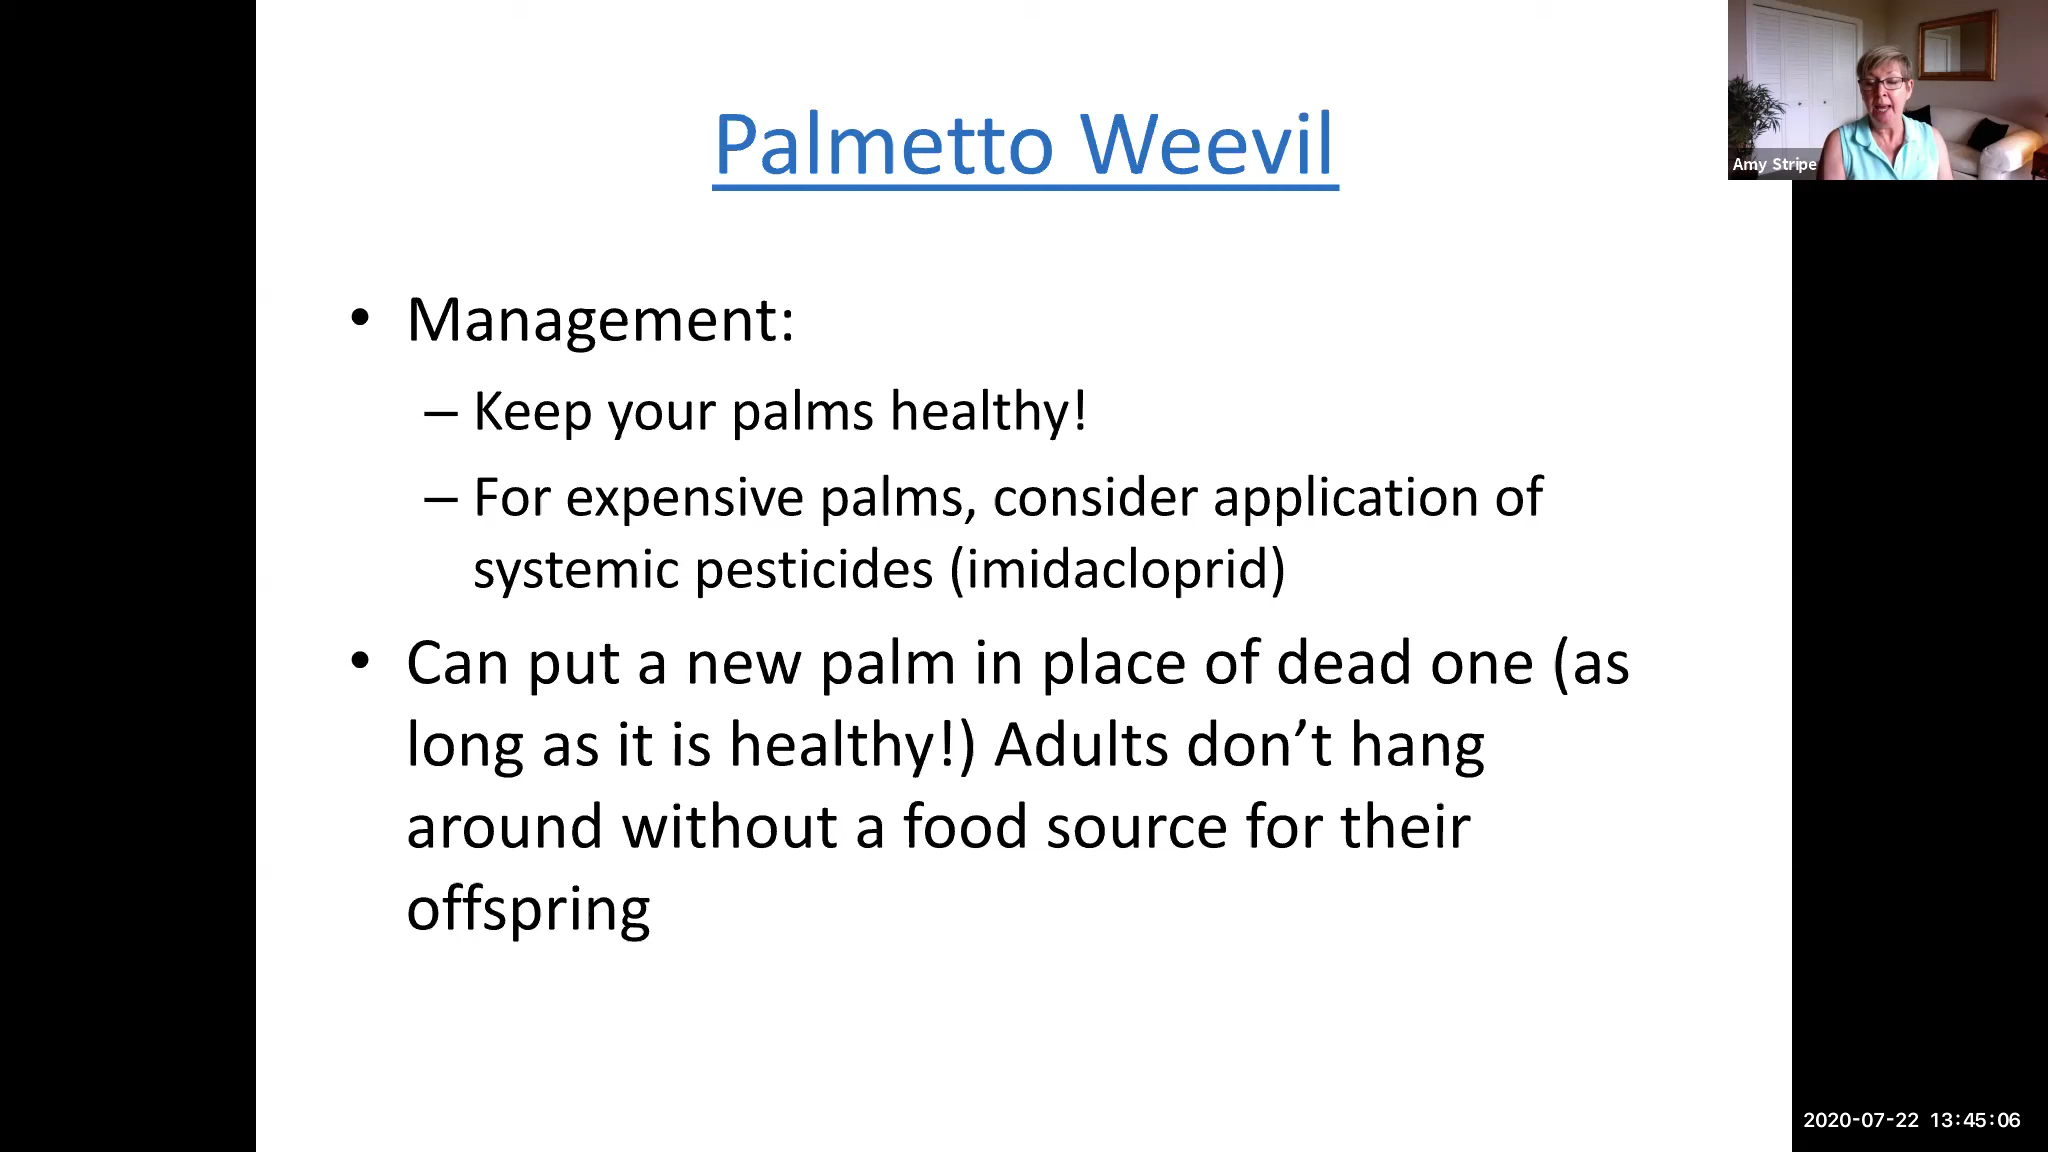 Palmetto Weevil
Amy Stripe
• Management:
– Keep your palms healthy!
– For expensive palms, consider application of
systemic pesticides (imidacloprid)
• Can put a new palm in place of dead one (as
long as it is healthy!) Adults don’t hang
around without a food source for their
offspring
2020-07-22 13:45:06